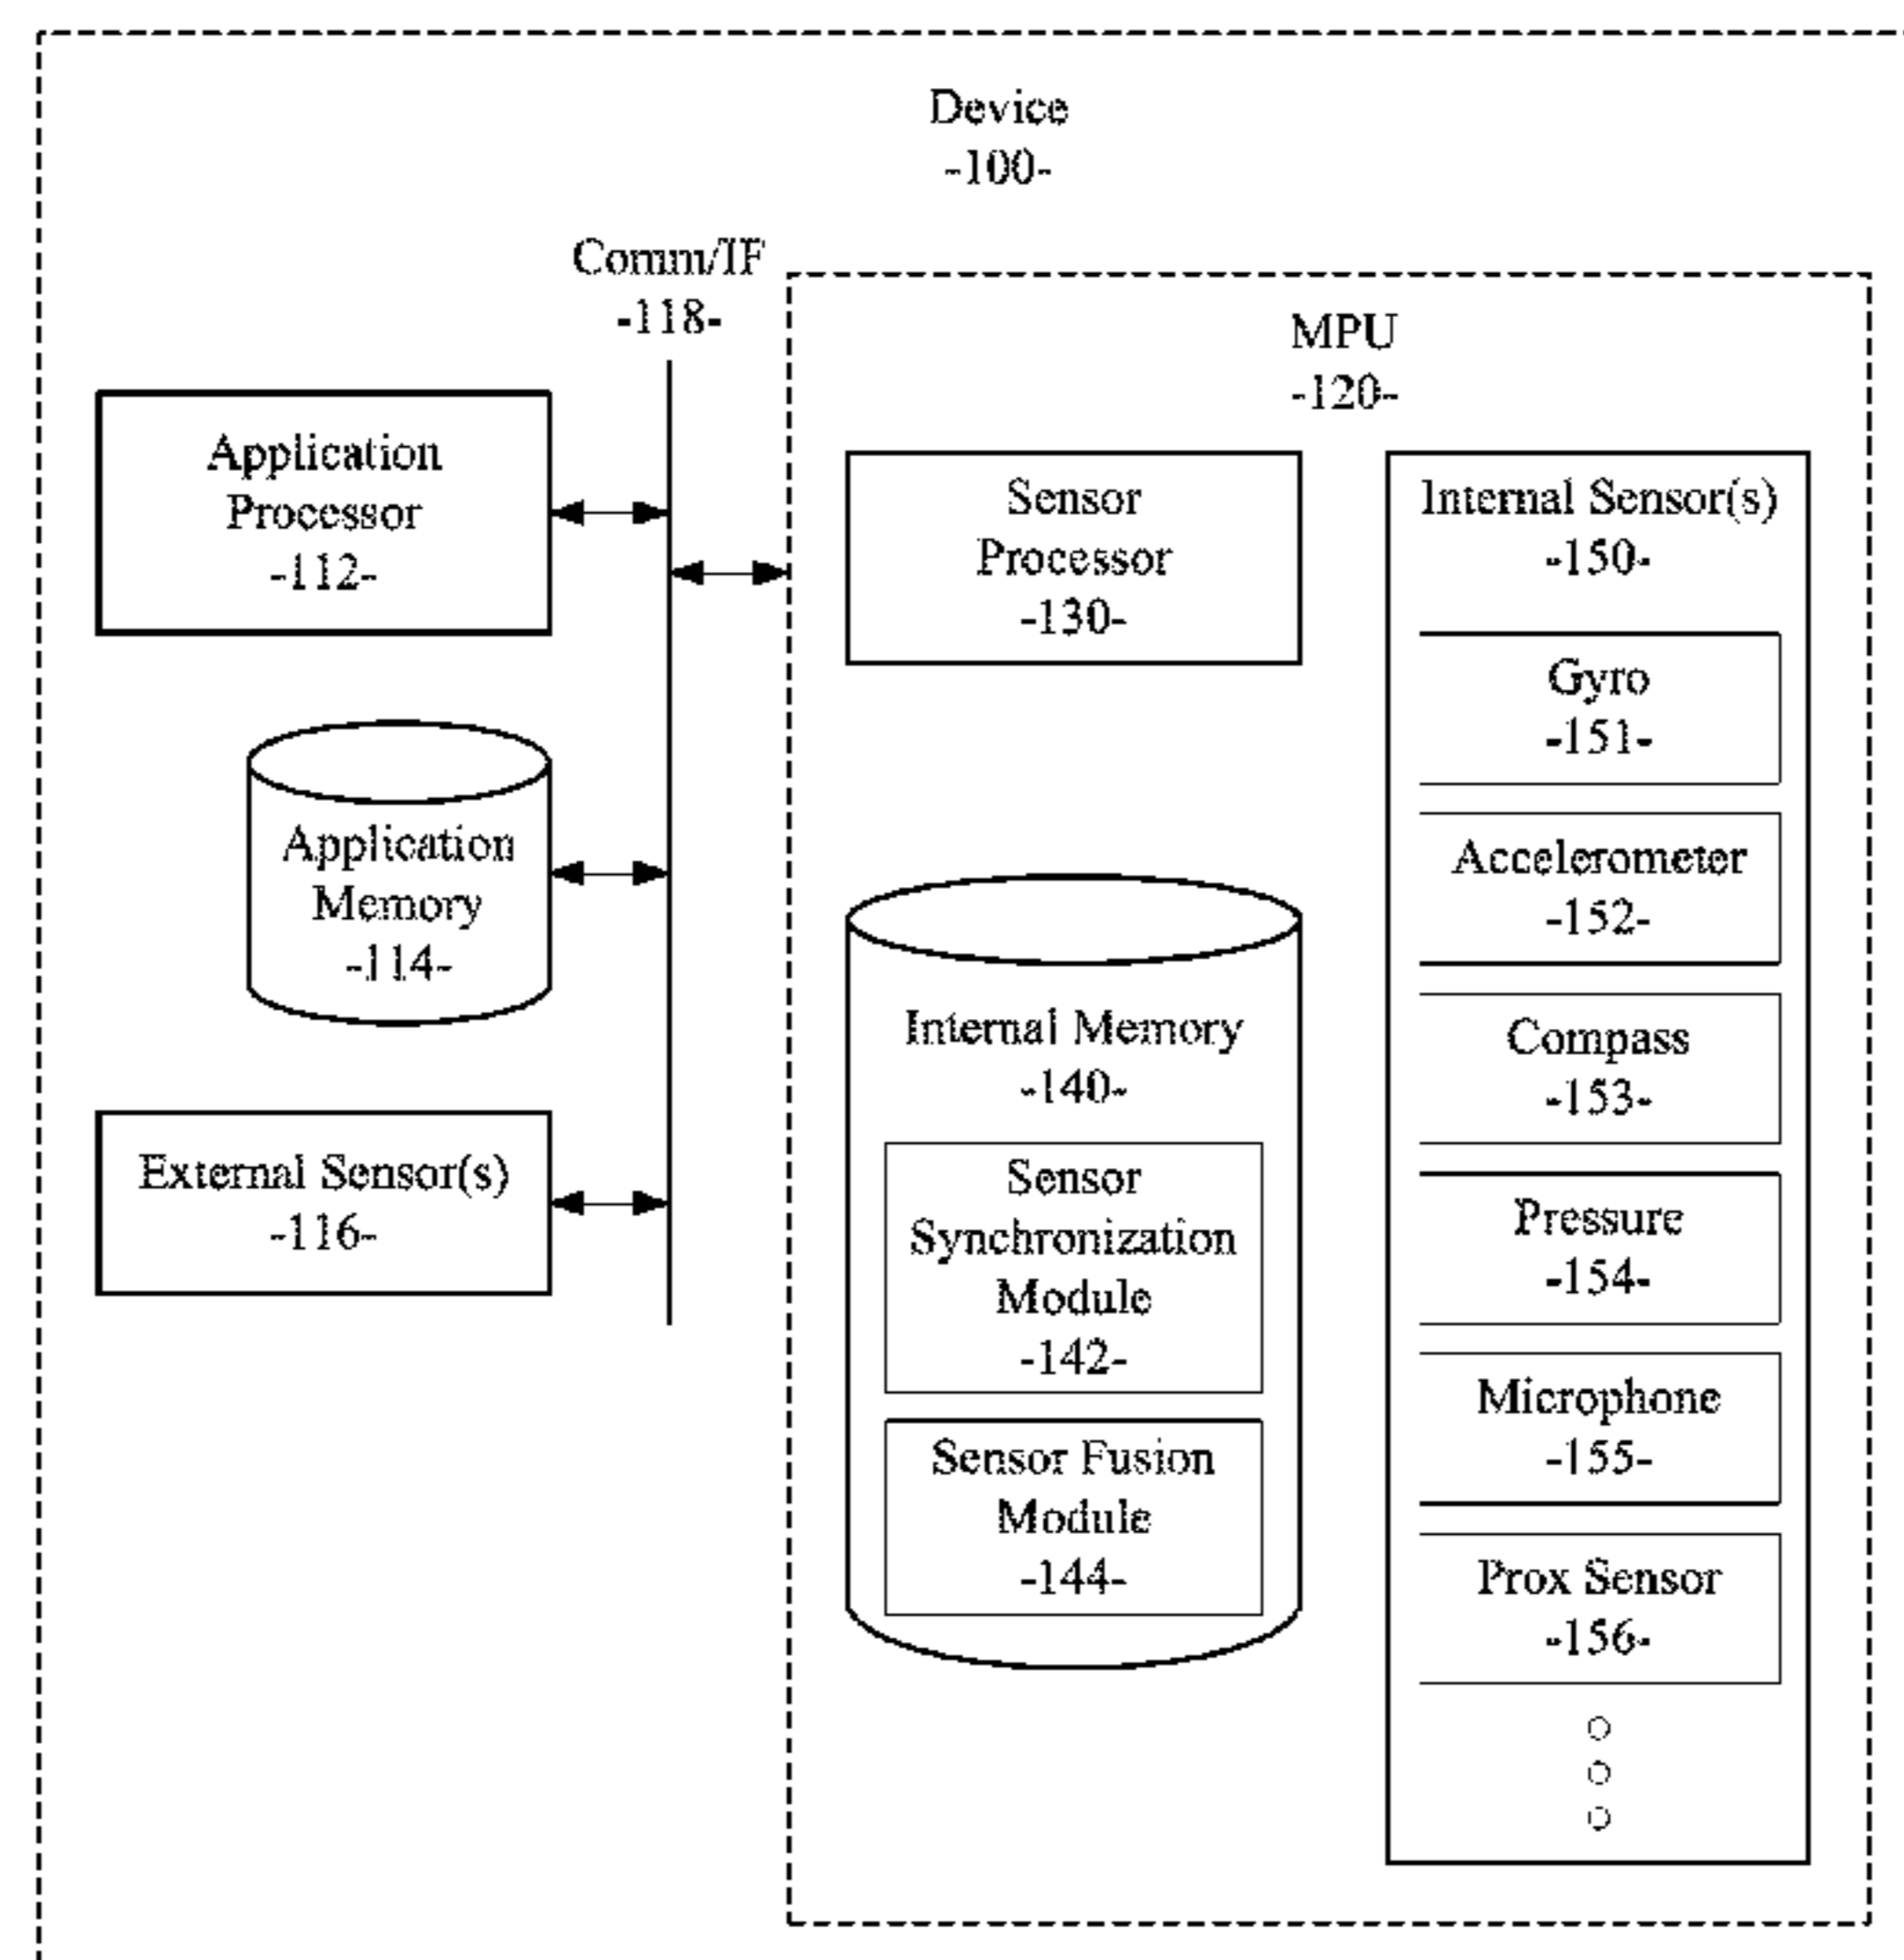 Device
-100-
Comm/IF
-118-
Application
Processor
-112-
Application
Memory
-114-
External Sensor(s)
-116-
MPU
-120-
Sensor
Processor
-130-
Internal Memory
-140-
Sensor
Synchronization
Module
-142-
Sensor Fusion
Module
-144-
Internal Sensor(s)
-150-
Gyro
-151-
Accelerometer
-152-
Compass
-153-
Pressure
-154-
Microphone
-155-
Prox Sensor
-156-